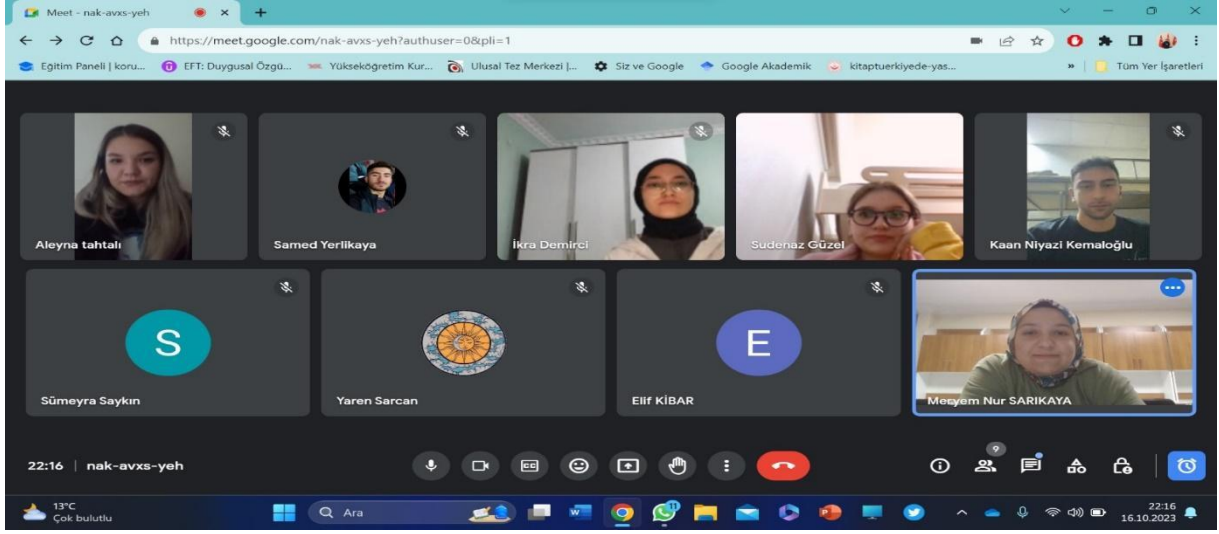 Meet - nak-avxs-yeh
https://meet.google.com/nak-avxs-yeh?authuser=0&pli=1
Eğitim Paneli | koru... EFT: Duygusal Özgü... Yükseköğretim Kur... Ulusal Tez Merkezi |... Siz ve Google Google Akademik kitaptuerkiyede-yas... » Tüm Yer İşaretleri
Aleyna tahtalı Samed Yerlikaya İkra Demirci Sudenaz Güzel Kaan Niyazi Kemaloğlu
S E
Sümeyra Saykın Yaren Sarcan Elif KİBAR Meryem Nur SARIKAYA
9
22:16 | nak-avxs-yeh
13°C
Çok bulutlu
Ara
11
22:16
16.10.2023